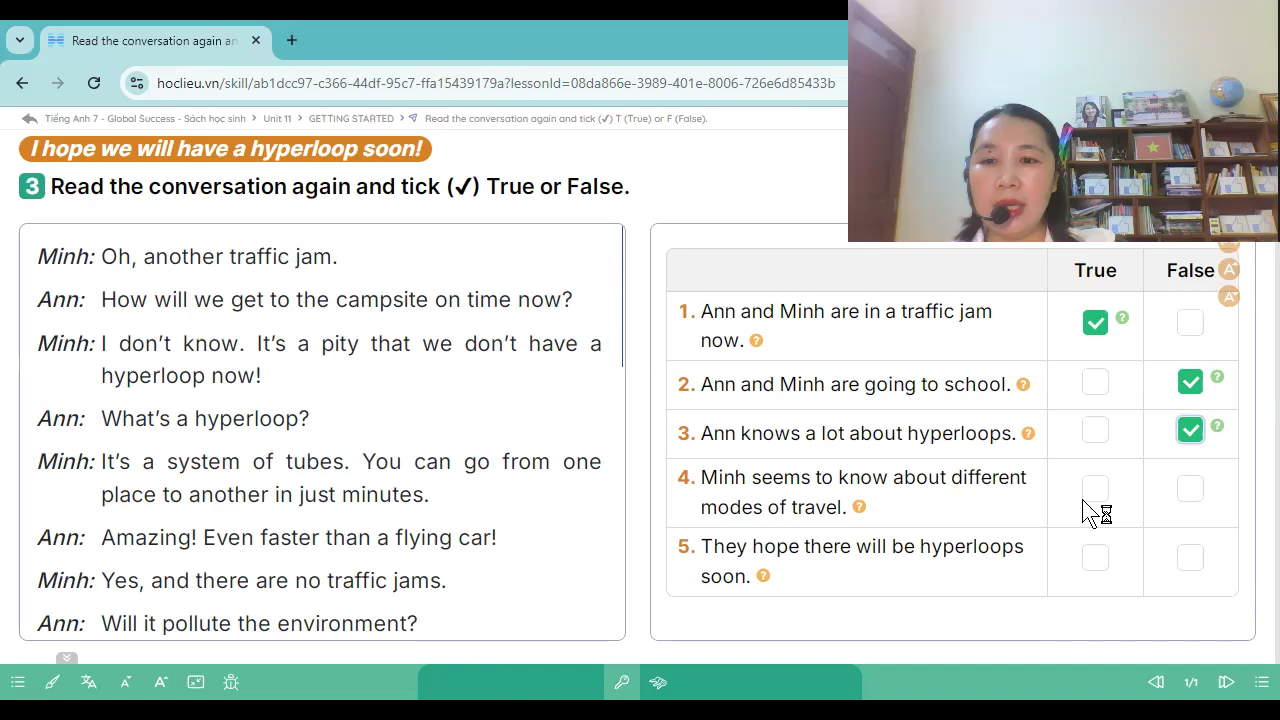 Read the conversation again an
hoclieu.vn/skill/ab1dcc97-c366-44df-95c7-ffa15439179a?lessonId=08da866e-3989-401e-8006-726e6d85433b
Tiếng Anh 7 - Global Success - Sách học sinh > Unit 11 > GETTING STARTED > Read the conversation again and tick (✓) T (True) or F (False).
I hope we will have a hyperloop soon!
3 Read the conversation again and tick (✓) True or False.
Minh: Oh, another traffic jam.
Ann: How will we get to the campsite on time now?
Minh: I don't know. It's a pity that we don't have a
hyperloop now!
Ann: What's a hyperloop?
Minh: It's a system of tubes. You can go from one
place to another in just minutes.
Ann: Amazing! Even faster than a flying car!
Minh: Yes, and there are no traffic jams.
Ann: Will it pollute the environment?
True False
1. Ann and Minh are in a traffic jam
now.
2. Ann and Minh are going to school.
3. Ann knows a lot about hyperloops.
4. Minh seems to know about different
modes of travel.
5. They hope there will be hyperloops
soon.
1/1